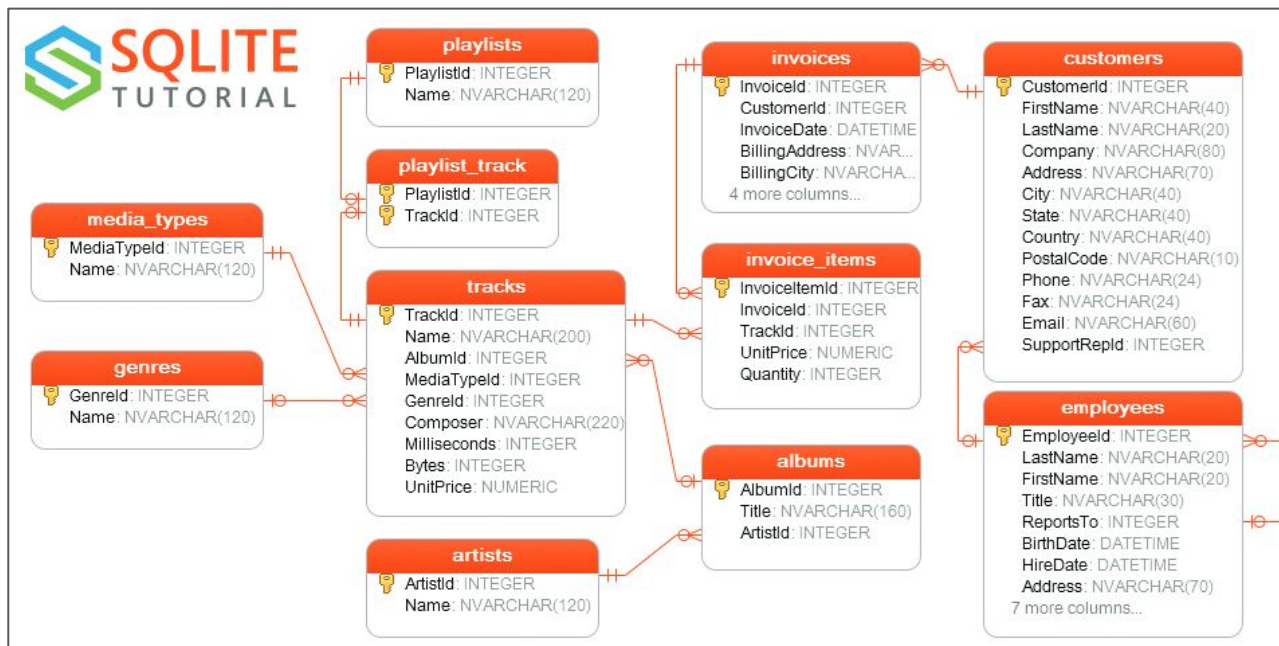 SQLITE
TUTORIAL
playlists
PlaylistId: INTEGER
Name: NVARCHAR(120)
playlist_track
PlaylistId: INTEGER
TrackId: INTEGER
media_types
MediaTypeId: INTEGER
Name: NVARCHAR(120)
genres
GenreId: INTEGER
Name: NVARCHAR(120)
tracks
TrackId: INTEGER
Name: NVARCHAR(200)
AlbumId: INTEGER
MediaTypeId: INTEGER
GenreId: INTEGER
Composer: NVARCHAR(220)
Milliseconds: INTEGER
Bytes: INTEGER
UnitPrice: NUMERIC
artists
ArtistId: INTEGER
Name: NVARCHAR(120)
invoices
InvoiceId: INTEGER
CustomerId: INTEGER
InvoiceDate: DATETIME
BillingAddress: NVAR...
BillingCity: NVARCHA...
4 more columns...
invoice_items
InvoiceItemId: INTEGER
InvoiceId: INTEGER
TrackId: INTEGER
UnitPrice: NUMERIC
Quantity: INTEGER
albums
AlbumId: INTEGER
Title: NVARCHAR(160)
ArtistId: INTEGER
customers
CustomerId: INTEGER
FirstName: NVARCHAR(40)
LastName: NVARCHAR(20)
Company: NVARCHAR(80)
Address: NVARCHAR(70)
City: NVARCHAR(40)
State: NVARCHAR(40)
Country: NVARCHAR(40)
PostalCode: NVARCHAR(10)
Phone: NVARCHAR(24)
Fax: NVARCHAR(24)
Email: NVARCHAR(60)
SupportRepId: INTEGER
employees
EmployeeId: INTEGER
LastName: NVARCHAR(20)
FirstName: NVARCHAR(20)
Title: NVARCHAR(30)
ReportsTo: INTEGER
BirthDate: DATETIME
HireDate: DATETIME
Address: NVARCHAR(70)
7 more columns...